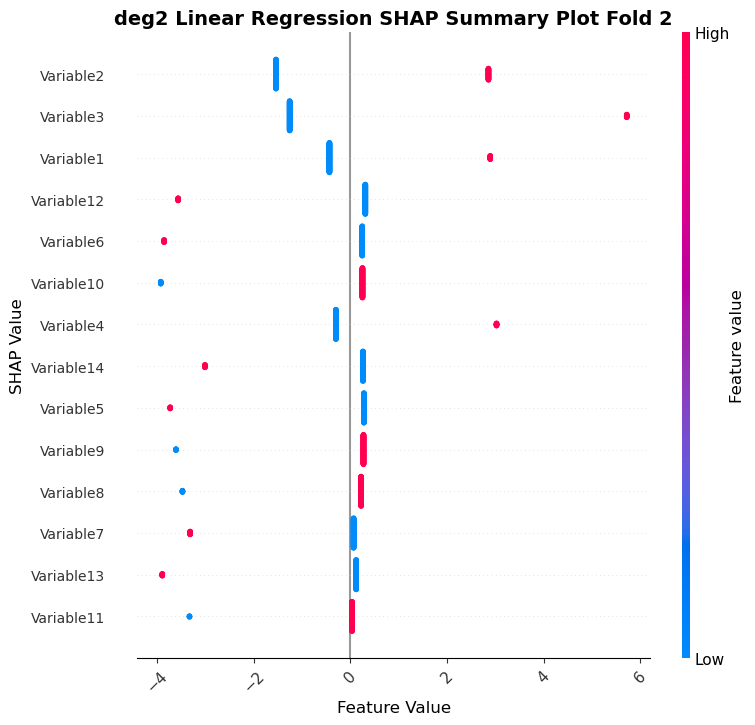 deg2 Linear Regression SHAP Summary Plot Fold 2
High
Variable2
Variable3
Variable1
Variable12
Variable6
Variable10
Variable4
Variable14
Variable5
Variable9
Variable8
Variable7
Variable13
Variable11
SHAP Value
Feature value
Low
−4
−2
0
2
4
6
Feature Value